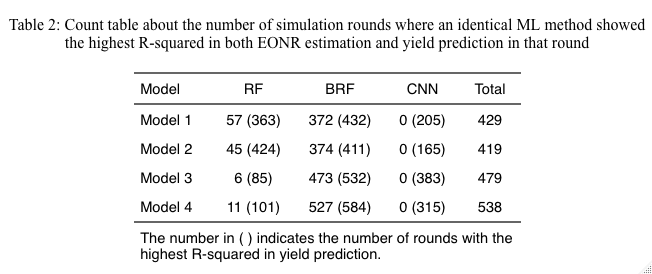 Table 2: Count table about the number of simulation rounds where an identical ML method showed
the highest R-squared in both EONR estimation and yield prediction in that round
Model RF BRF CNN Total
Model 1 57 (363) 372 (432) 0 (205) 429
Model 2 45 (424) 374 (411) 0 (165) 419
Model 3 6 (85) 473 (532) 0 (383) 479
Model 4 11 (101) 527 (584) 0 (315) 538
The number in ( ) indicates the number of rounds with the
highest R-squared in yield prediction.